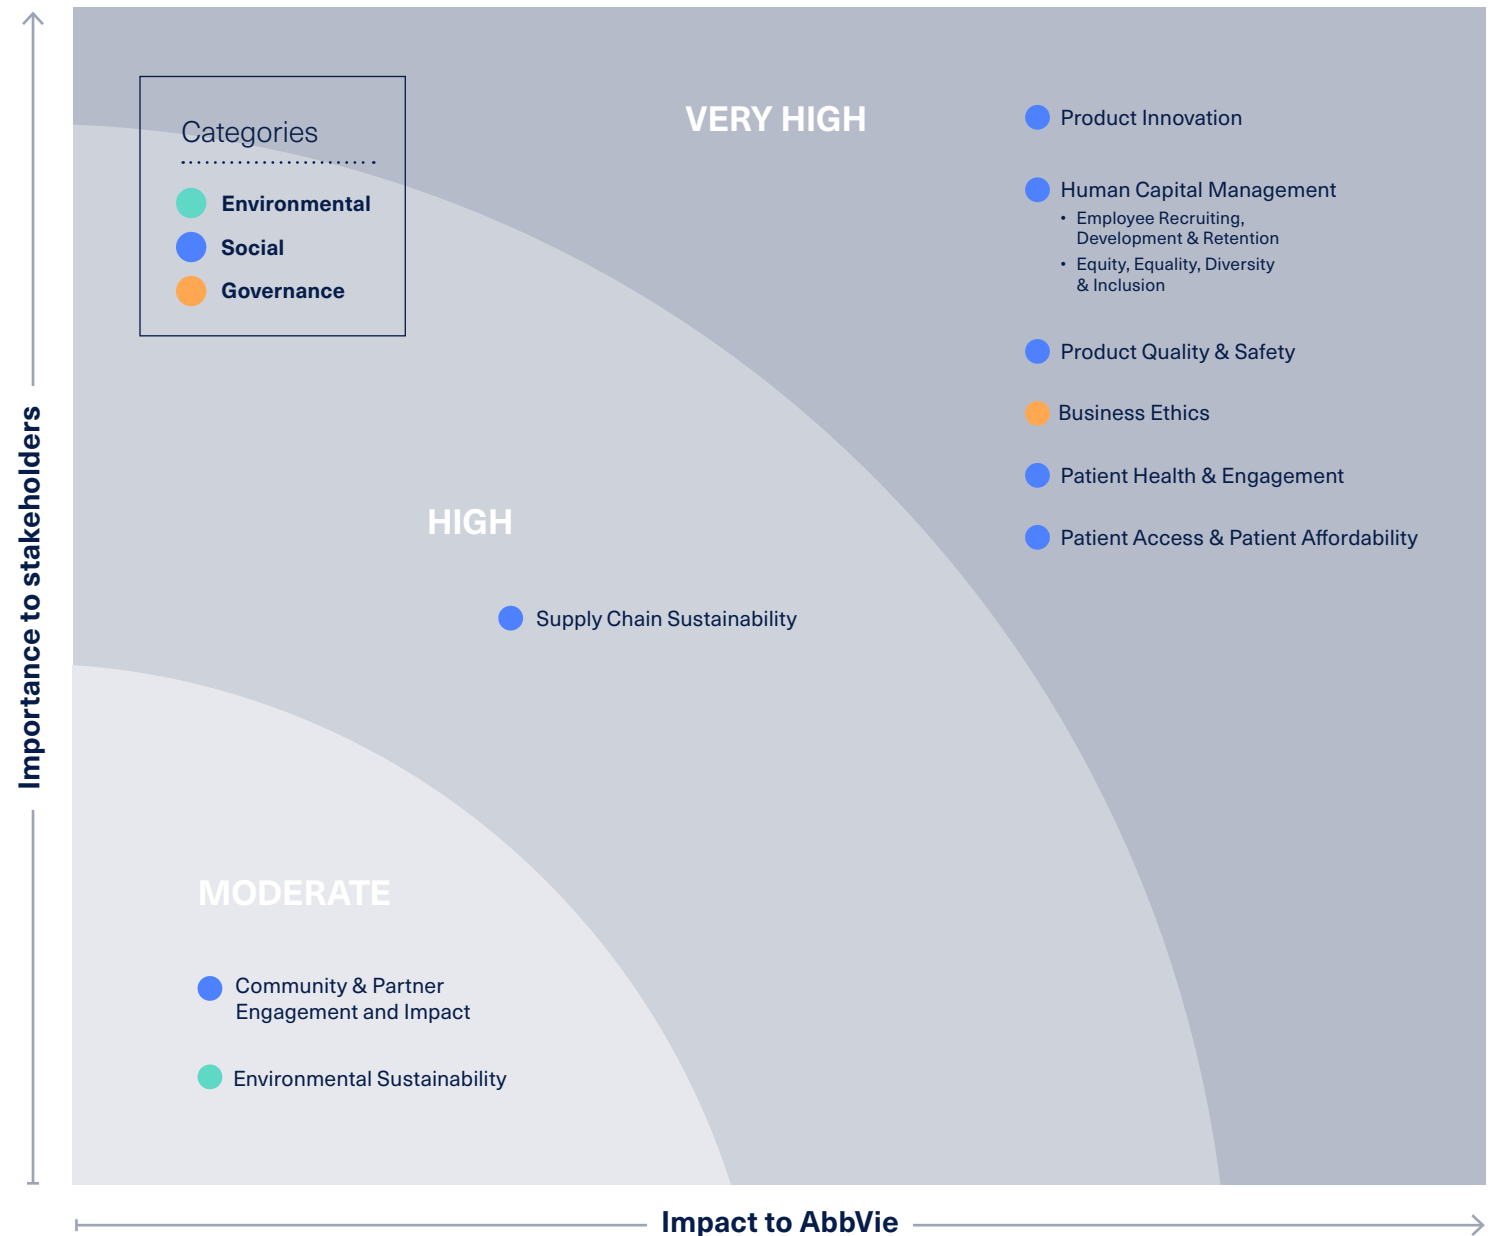 Categories
Environmental
Social
Governance
VERY HIGH
Product Innovation
Human Capital Management
• Employee Recruiting,
Development & Retention
• Equity, Equality, Diversity
& Inclusion
Product Quality & Safety
Business Ethics
Patient Health & Engagement
Patient Access & Patient Affordability
HIGH
Supply Chain Sustainability
MODERATE
Community & Partner
Engagement and Impact
Environmental Sustainability
Importance to stakeholders
Impact to AbbVie